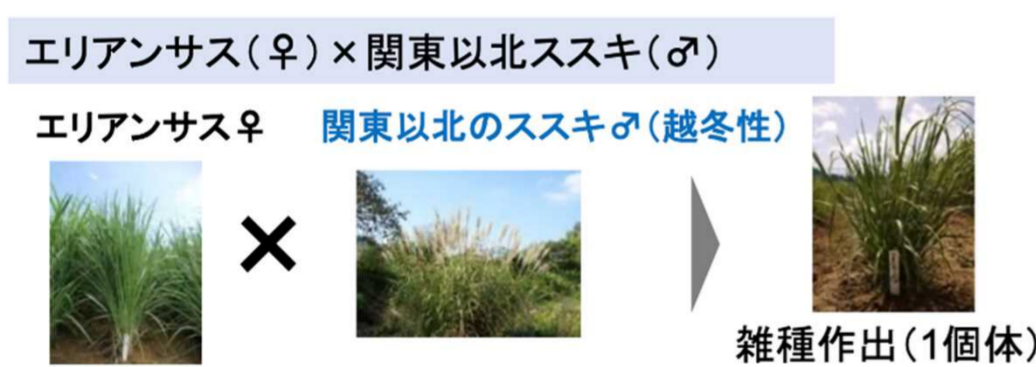 エリアンサス（♀）×関東以北ススキ（♂）
エリアンサス♀
関東以北のススキ♂（越冬性）
×
雑種作出（1個体）